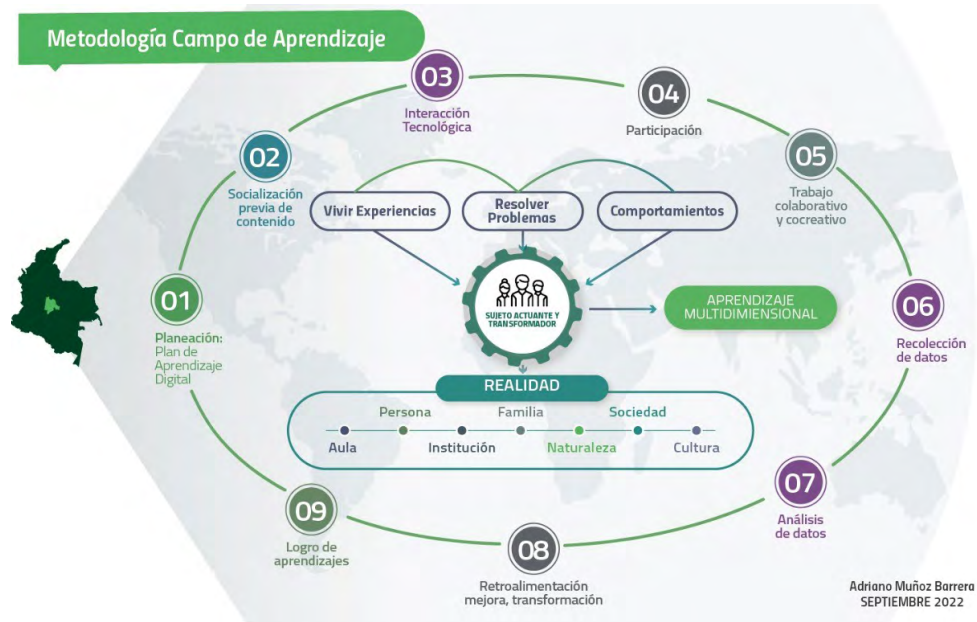 Metodología Campo de Aprendizaje
01
Planeación:
Plan de
Aprendizaje
Digital
02
Socialización
previa de
contenido
03
Interacción
Tecnológica
04
Participación
05
Trabajo
colaborativo
y cocreativo
06
Recolección
de datos
07
Análisis
de datos
08
Retroalimentación
mejora, transformación
09
Logro de
aprendizajes
Vivir Experiencias
Resolver
Problemas
Comportamientos
SUJETO ACTUANTE Y
TRANSFORMADOR
APRENDIZAJE
MULTIDIMIENSIONAL
REALIDAD
Persona
Familia
Sociedad
Aula
Institución
Naturaleza
Cultura
Adriano Muñoz Barrera
SEPTIEMBRE 2022